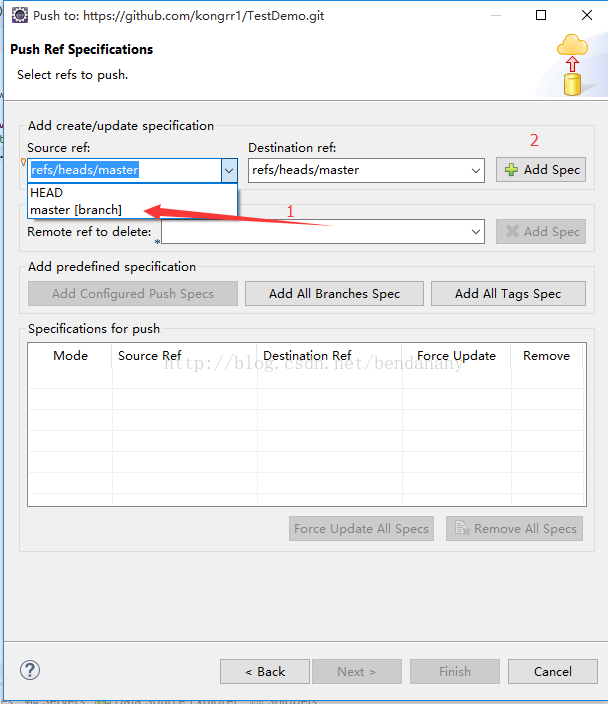 Push to: https://github.com/kongrr1/TestDemo.git
Push Ref Specifications
Select refs to push.
Add create/update specification
Source ref:
Destination ref:
2
refs/heads/master
refs/heads/master
Add Spec
HEAD
master [branch]
1
Remote ref to delete:
*
Add Spec
Add predefined specification
Add Configured Push Specs
Add All Branches Spec
Add All Tags Spec
Specifications for push
Mode
Source Ref
Destination Ref
Force Update
Remove
http://blog.csdn.net/bendanany
Force Update All Specs
Remove All Specs
?
< Back
Next >
Finish
Cancel